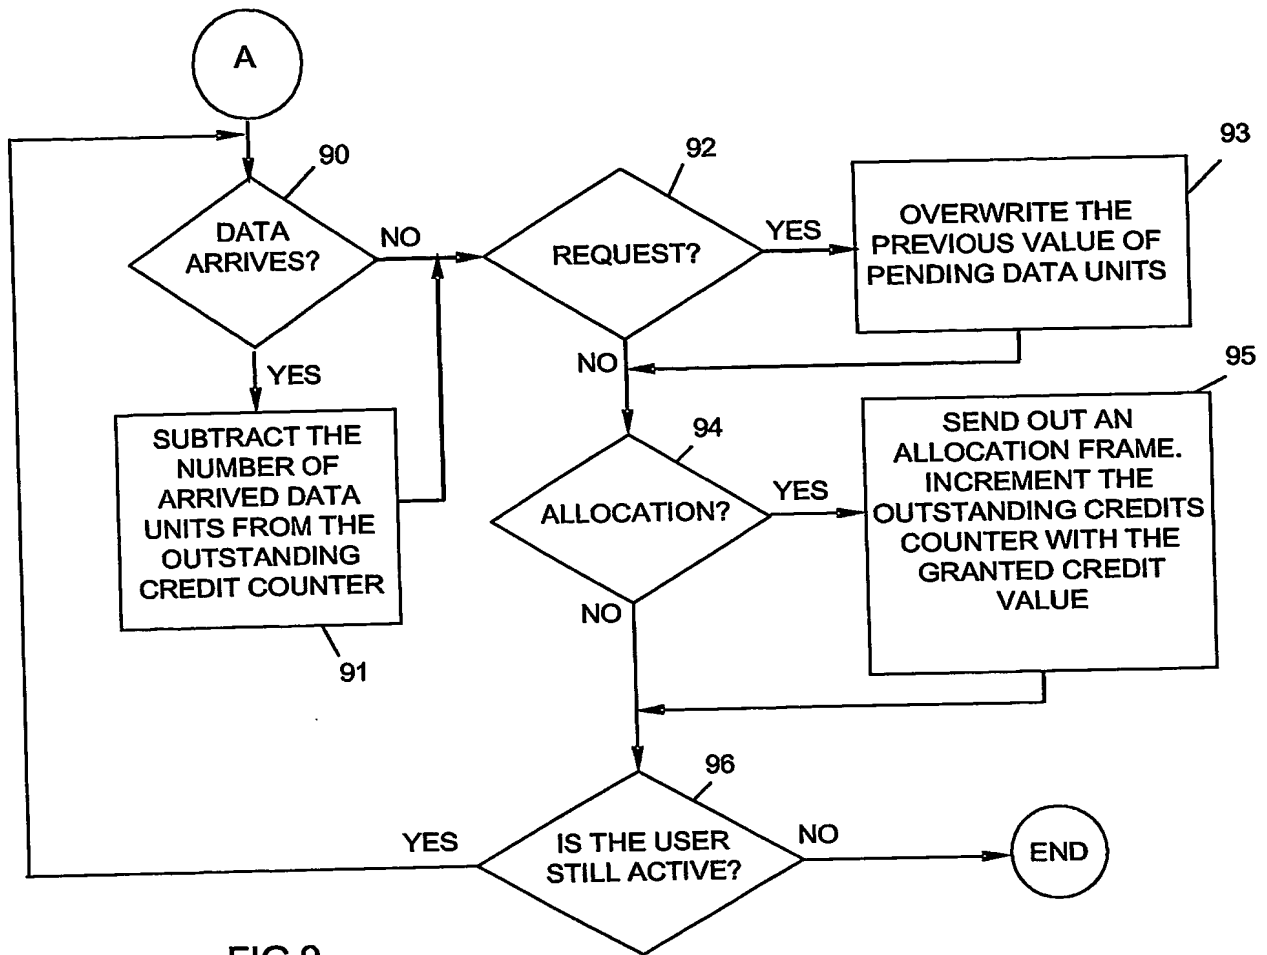 A
90
DATA
ARRIVES?
NO
YES
SUBTRACT THE
NUMBER OF
ARRIVED DATA
UNITS FROM THE
OUTSTANDING
CREDIT COUNTER
91
92
REQUEST?
YES
NO
93
OVERWRITE THE
PREVIOUS VALUE OF
PENDING DATA UNITS
94
ALLOCATION?
YES
NO
95
SEND OUT AN
ALLOCATION FRAME.
INCREMENT THE
OUTSTANDING CREDITS
COUNTER WITH THE
GRANTED CREDIT
VALUE
96
IS THE USER
STILL ACTIVE?
YES
NO
END